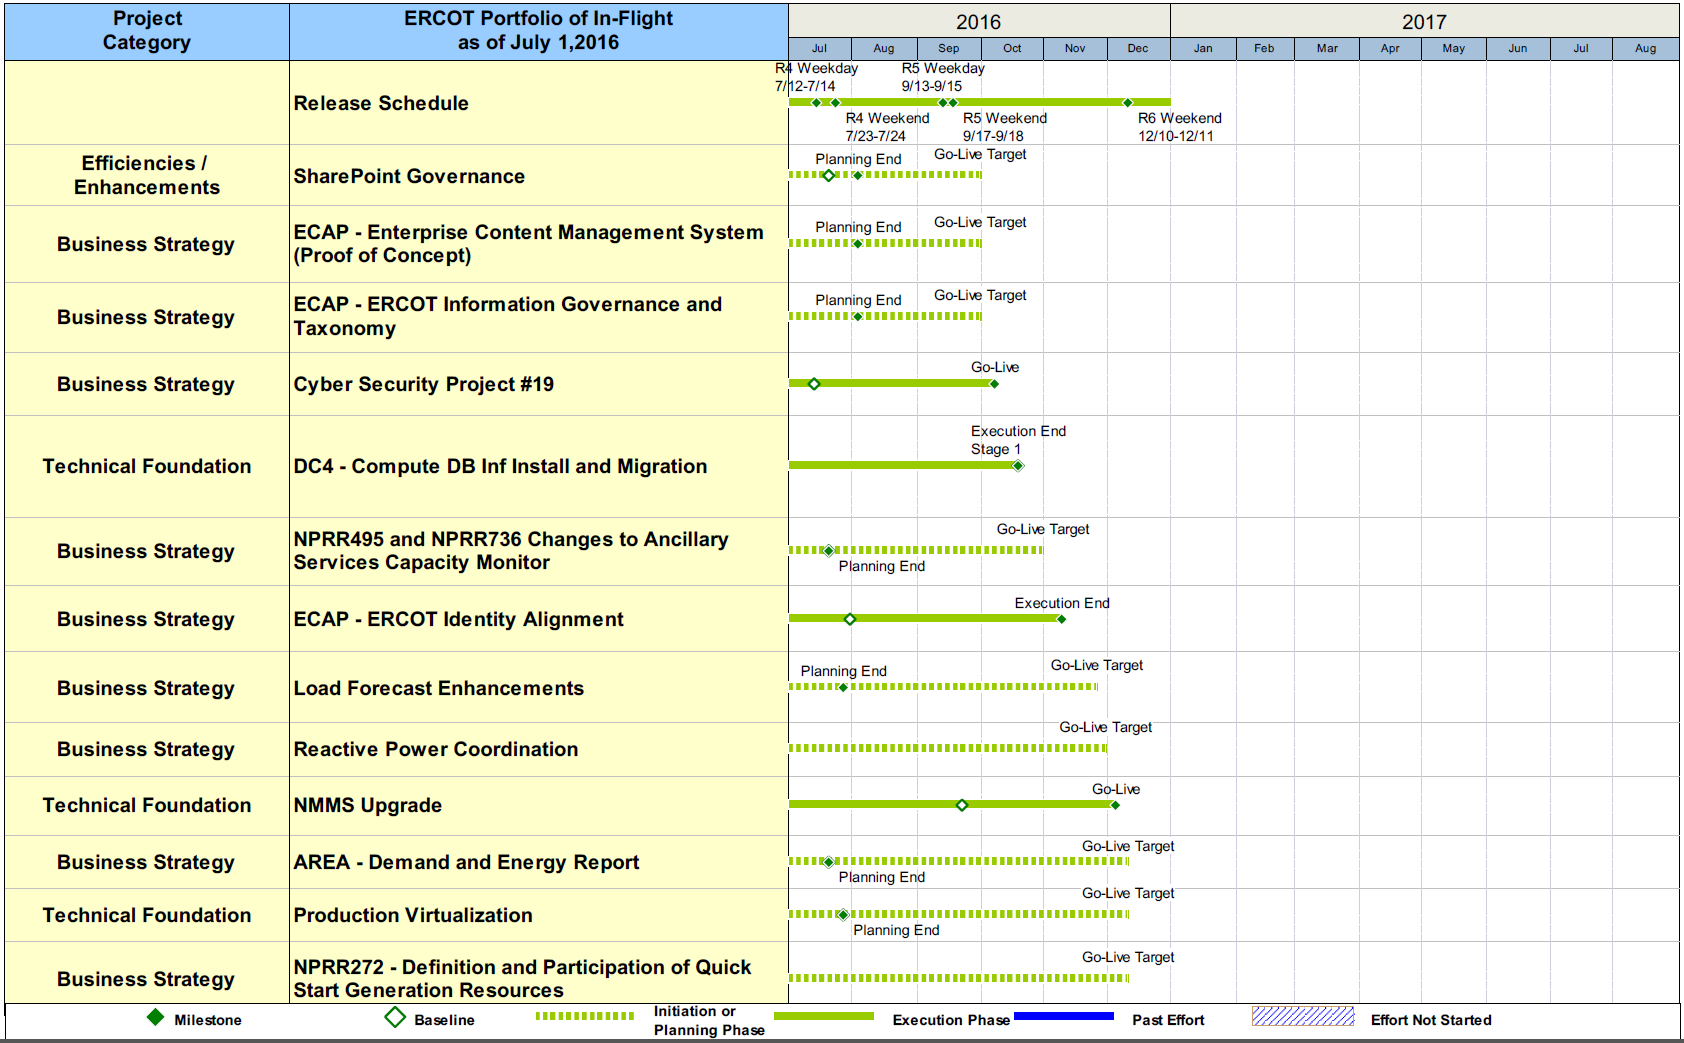 Project
Category
ERCOT Portfolio of In-Flight
as of July 1,2016
2016
2017
Jul
Aug
Sep
Oct
Nov
Dec
Jan
Feb
Mar
Apr
May
Jun
Jul
Aug
Release Schedule
R4 Weekday
7/12-7/14
R5 Weekday
9/13-9/15
R4 Weekend
7/23-7/24
R5 Weekend
9/17-9/18
R6 Weekend
12/10-12/11
Efficiencies /
Enhancements
SharePoint Governance
Planning End
Go-Live Target
Business Strategy
ECAP - Enterprise Content Management System
(Proof of Concept)
Planning End
Go-Live Target
Business Strategy
ECAP - ERCOT Information Governance and
Taxonomy
Planning End
Go-Live Target
Business Strategy
Cyber Security Project #19
Go-Live
Technical Foundation
DC4 - Compute DB Inf Install and Migration
Execution End
Stage 1
Business Strategy
NPRR495 and NPRR736 Changes to Ancillary
Services Capacity Monitor
Go-Live Target
Planning End
Business Strategy
ECAP - ERCOT Identity Alignment
Execution End
Business Strategy
Load Forecast Enhancements
Planning End
Go-Live Target
Business Strategy
Reactive Power Coordination
Go-Live Target
Technical Foundation
NMMS Upgrade
Go-Live
Business Strategy
AREA - Demand and Energy Report
Go-Live Target
Planning End
Technical Foundation
Production Virtualization
Go-Live Target
Planning End
Business Strategy
NPRR272 - Definition and Participation of Quick
Start Generation Resources
Go-Live Target
Milestone
Baseline
Initiation or
Planning Phase
Execution Phase
Past Effort
Effort Not Started